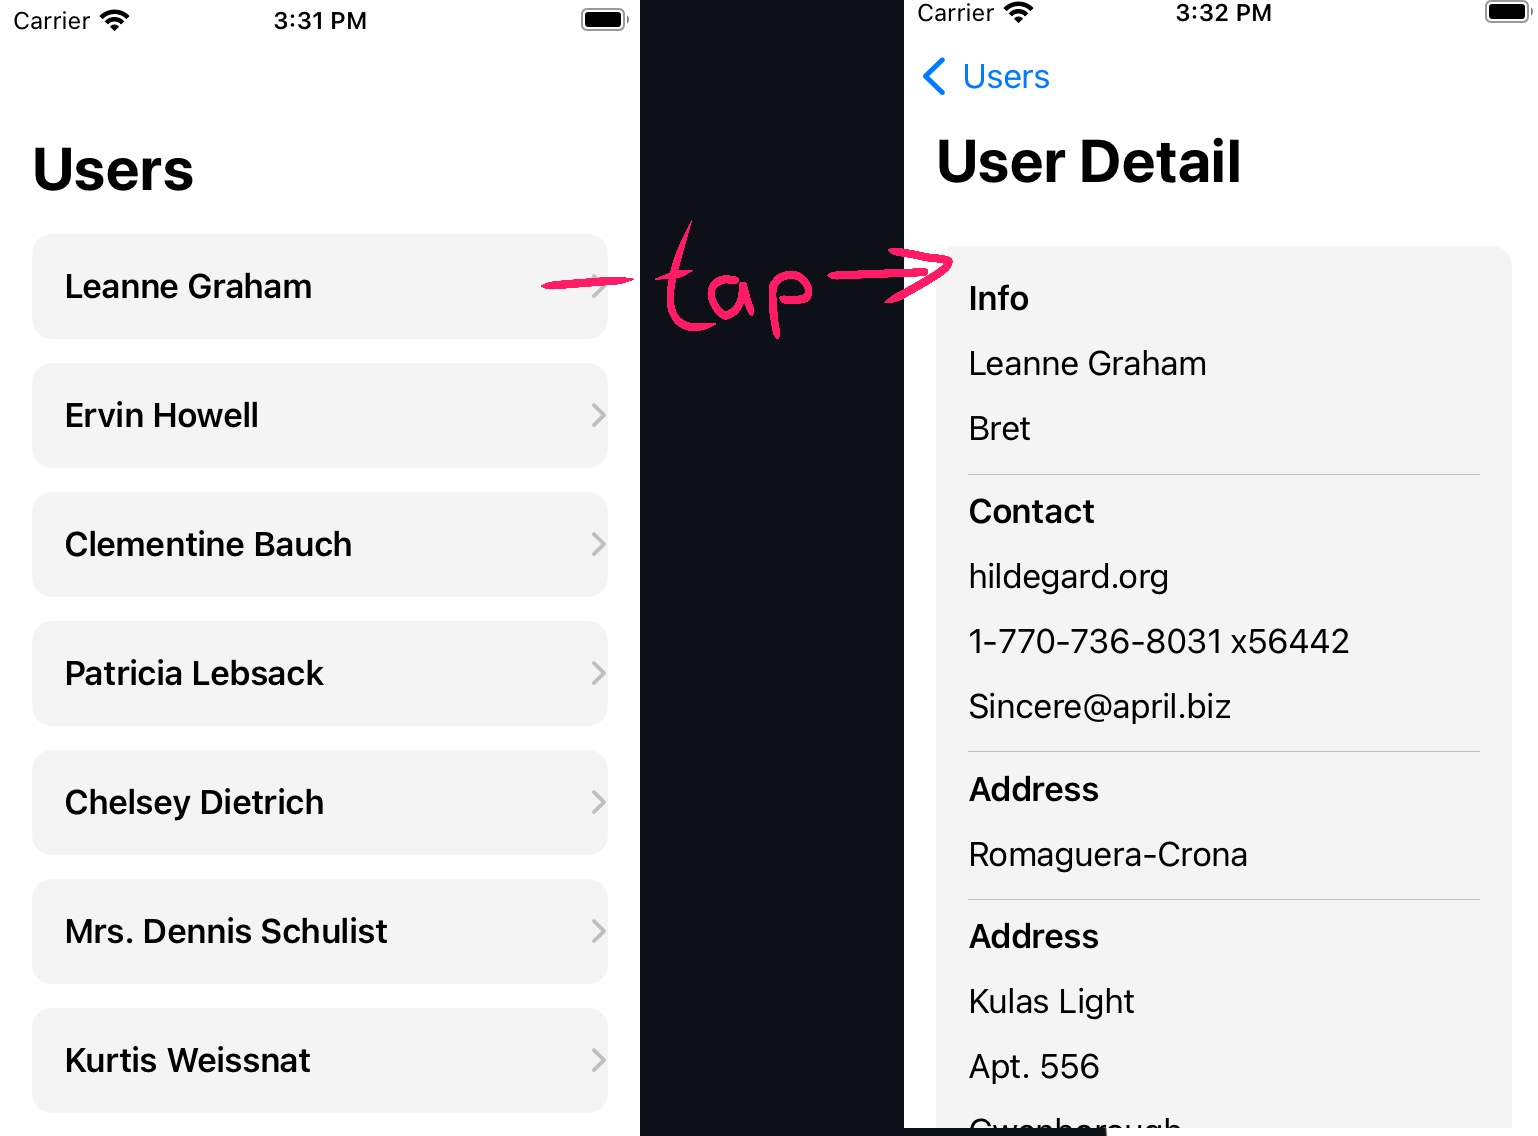 Carrier 3:31 PM
Users
Leanne Graham
Ervin Howell
Clementine Bauch
Patricia Lebsack
Chelsey Dietrich
Mrs. Dennis Schulist
Kurtis Weissnat
tap
Carrier 3:32 PM
Users
User Detail
Info
Leanne Graham
Bret
Contact
hildegard.org
1-770-736-8031 x56442
Sincere@april.biz
Address
Romaguera-Crona
Address
Kulas Light
Apt. 556
Gwenborough